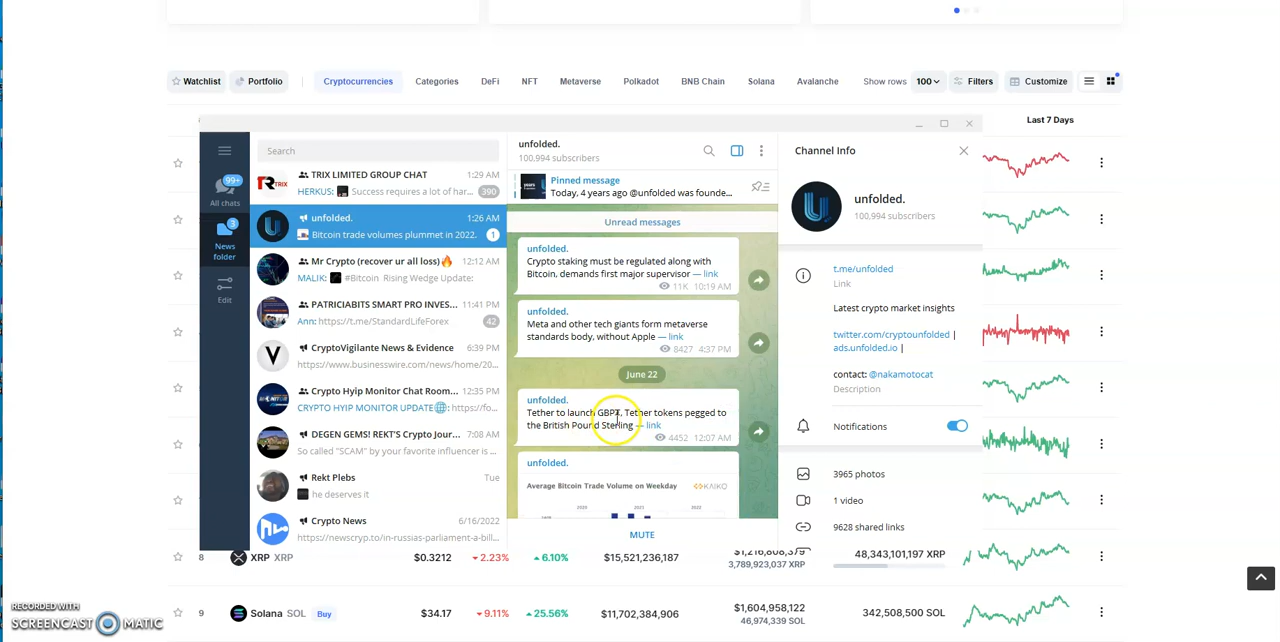 Watchlist Portfolio Cryptocurrencies Categories DeFi NFT Metaverse Polkadot BNB Chain Solana Avalanche Show rows 100 Filters Customize
Last 7 Days
Search
TRIX LIMITED GROUP CHAT 1:29 AM
HERKUS: Success requires a lot of har... 390
99+
All chats
unfolded. 1:26 AM
Bitcoin trade volumes plummet in 2022. 1
3
News
folder
Mr Crypto (recover ur all loss) 🔥 12:12 AM
MALIK: #Bitcoin Rising Wedge Update:
Edit
PATRICIABITS SMART PRO INVES... 11:41 PM
Ann: https://t.me/StandardLifeForex 42
CryptoVigilante News & Evidence 6:39 PM
https://www.businesswire.com/news/home/20...
Crypto Hyip Monitor Chat Room... 12:35 PM
CRYPTO HYIP MONITOR UPDATE🌐: https://fo...
DEGEN GEMS! REKT'S Crypto Jour... 7:08 AM
So called "SCAM" by your favorite influencer is ...
Rekt Plebs Tue
he deserves it
Crypto News 6/16/2022
https://newscryp.to/in-russias-parliament-a-bill...
unfolded.
100,994 subscribers
Pinned message
Today, 4 years ago @unfolded was founde...
Unread messages
unfolded.
Crypto staking must be regulated along with
Bitcoin, demands first major supervisor — link
11K 10:19 AM
unfolded.
Meta and other tech giants form metaverse
standards body, without Apple — link
8427 4:37 PM
June 22
unfolded.
Tether to launch GBPT, Tether tokens pegged to
the British Pound Sterling — link
4452 12:07 AM
unfolded.
Average Bitcoin Trade Volume on Weekday KAIKO
2020 2021 2022
MUTE
Channel Info
unfolded.
100,994 subscribers
t.me/unfolded
Link
Latest crypto market insights
twitter.com/cryptounfolded |
ads.unfolded.io |
contact: @nakamotocat
Description
Notifications
3965 photos
1 video
9628 shared links
8 XRP XRP $0.3212 2.23% 6.10% $15,521,236,187 $1,216,808,379 48,343,101,197 XRP
3,789,923,037 XRP
9 Solana SOL Buy $34.17 9.11% 25.56% $11,702,384,906 $1,604,958,122 342,508,500 SOL
46,974,339 SOL
RECORDED WITH
SCREENCAST MATIC